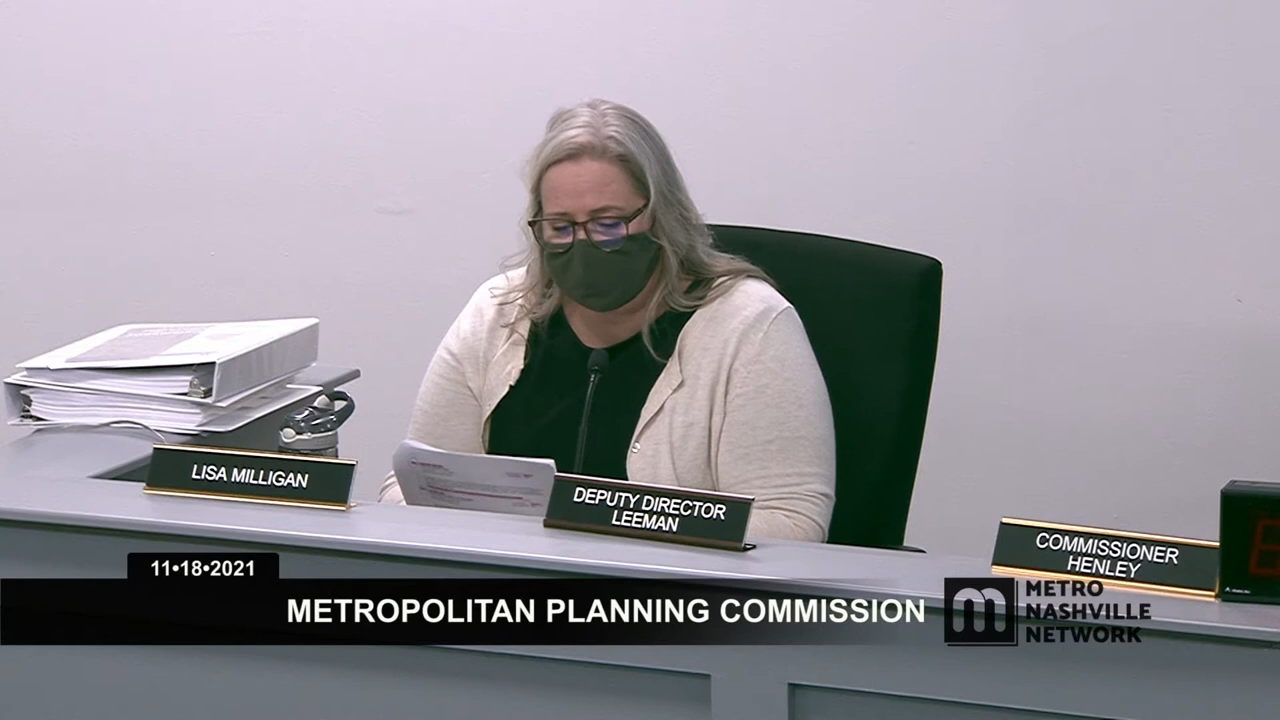 LISA MILLIGAN
DEPUTY DIRECTOR
LEEMAN
COMMISSIONER
HENLEY
11•18•2021
METROPOLITAN PLANNING COMMISSION
METRO
NASHVILLE
NETWORK